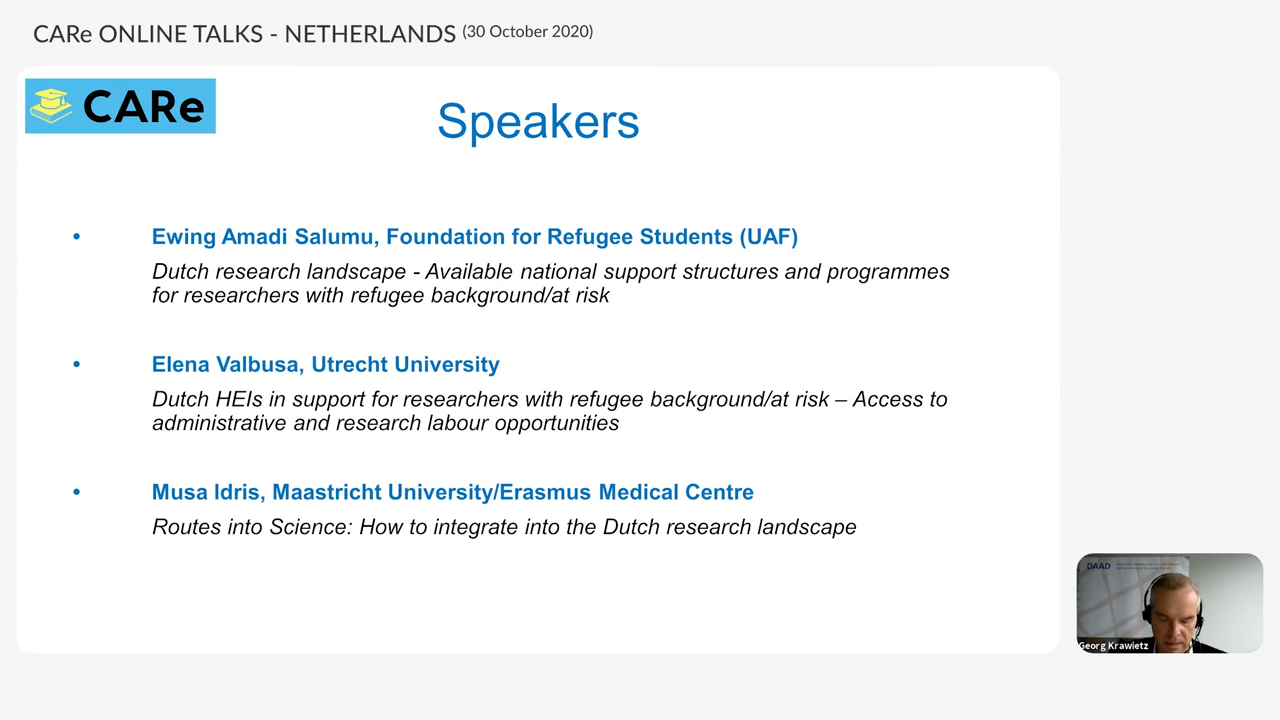 CARe ONLINE TALKS - NETHERLANDS (30 October 2020)
CARe
Speakers
• Ewing Amadi Salumu, Foundation for Refugee Students (UAF)
Dutch research landscape - Available national support structures and programmes
for researchers with refugee background/at risk
• Elena Valbusa, Utrecht University
Dutch HEIs in support for researchers with refugee background/at risk – Access to
administrative and research labour opportunities
• Musa Idris, Maastricht University/Erasmus Medical Centre
Routes into Science: How to integrate into the Dutch research landscape
DAAD
Georg Krawietz